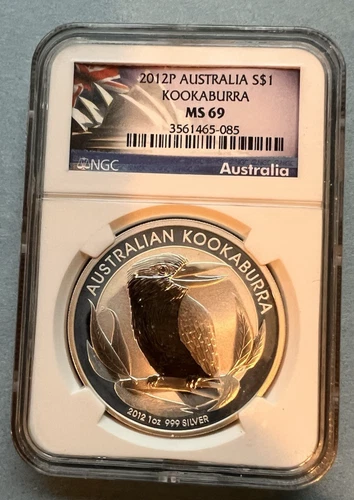 2012P AUSTRALIA S$1
KOOKABURRA
MS 69
3561465-085
NGC
Australia
AUSTRALIAN KOOKABURRA
2012 1oz 999 SILVER